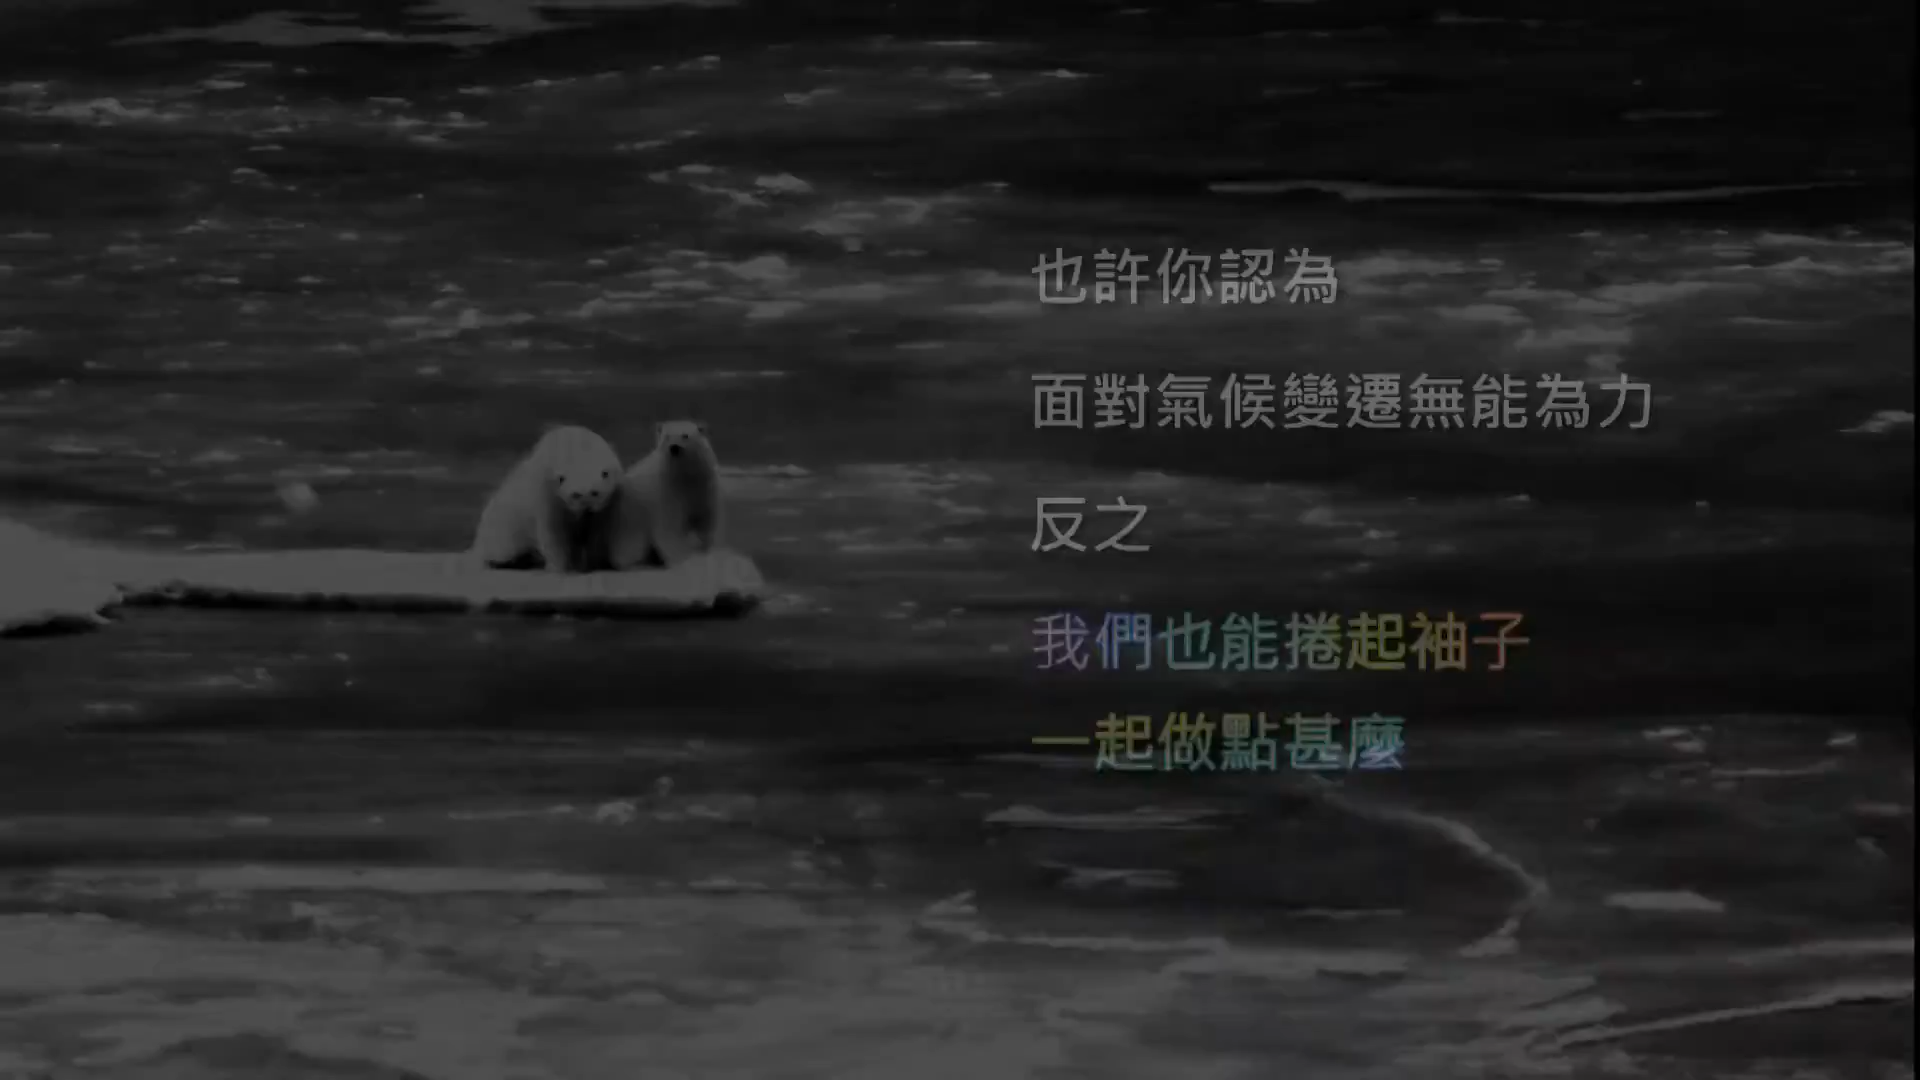 也許你認為
面對氣候變遷無能為力
反之
我們也能捲起袖子
一起做點甚麼